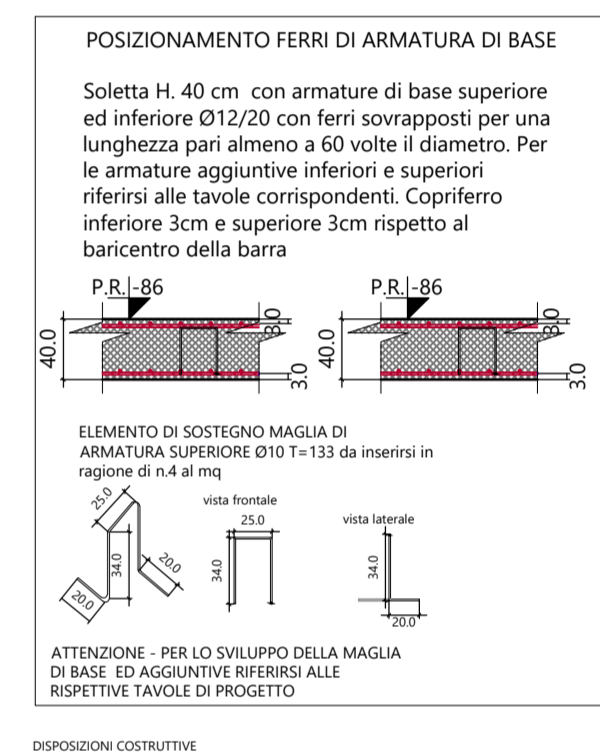 POSIZIONAMENTO FERRI DI ARMATURA DI BASE
Soletta H. 40 cm  con armature di base superiore
ed inferiore Ø12/20 con ferri sovrapposti per una
lunghezza pari almeno a 60 volte il diametro. Per
le armature aggiuntive inferiori e superiori
riferirsi alle tavole corrispondenti. Copriferro
inferiore 3cm e superiore 3cm rispetto al
baricentro della barra
P.R. -86
P.R. -86
40.0
3.0
3.0
40.0
3.0
3.0
ELEMENTO DI SOSTEGNO MAGLIA DI
ARMATURA SUPERIORE Ø10 T=133 da inserirsi in
ragione di n.4 al mq
25.0
34.0
20.0
20.0
vista frontale
25.0
34.0
vista laterale
34.0
20.0
ATTENZIONE - PER LO SVILUPPO DELLA MAGLIA
DI BASE  ED AGGIUNTIVE RIFERIRSI ALLE
RISPETTIVE TAVOLE DI PROGETTO
DISPOSIZIONI COSTRUTTIVE